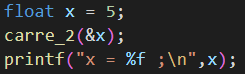 float x = 5;
carre_2(&x);
printf("x = %f ;\n",x);